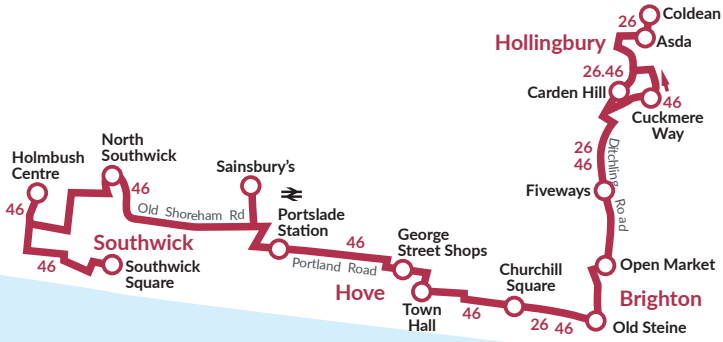 Coldean
26
Asda
Hollingbury
26.46
Carden Hill
46
Cuckmere
Way
26
46
Ditchling Road
Fiveways
Open Market
Brighton
Old Steine
Holmbush
Centre
46
North
Southwick
46
Sainsbury's
Old Shoreham Rd
Southwick
46
Southwick
Square
Portslade
Station
46
Portland Road
George
Street Shops
Hove
Town
Hall
46
Churchill
Square
26 46